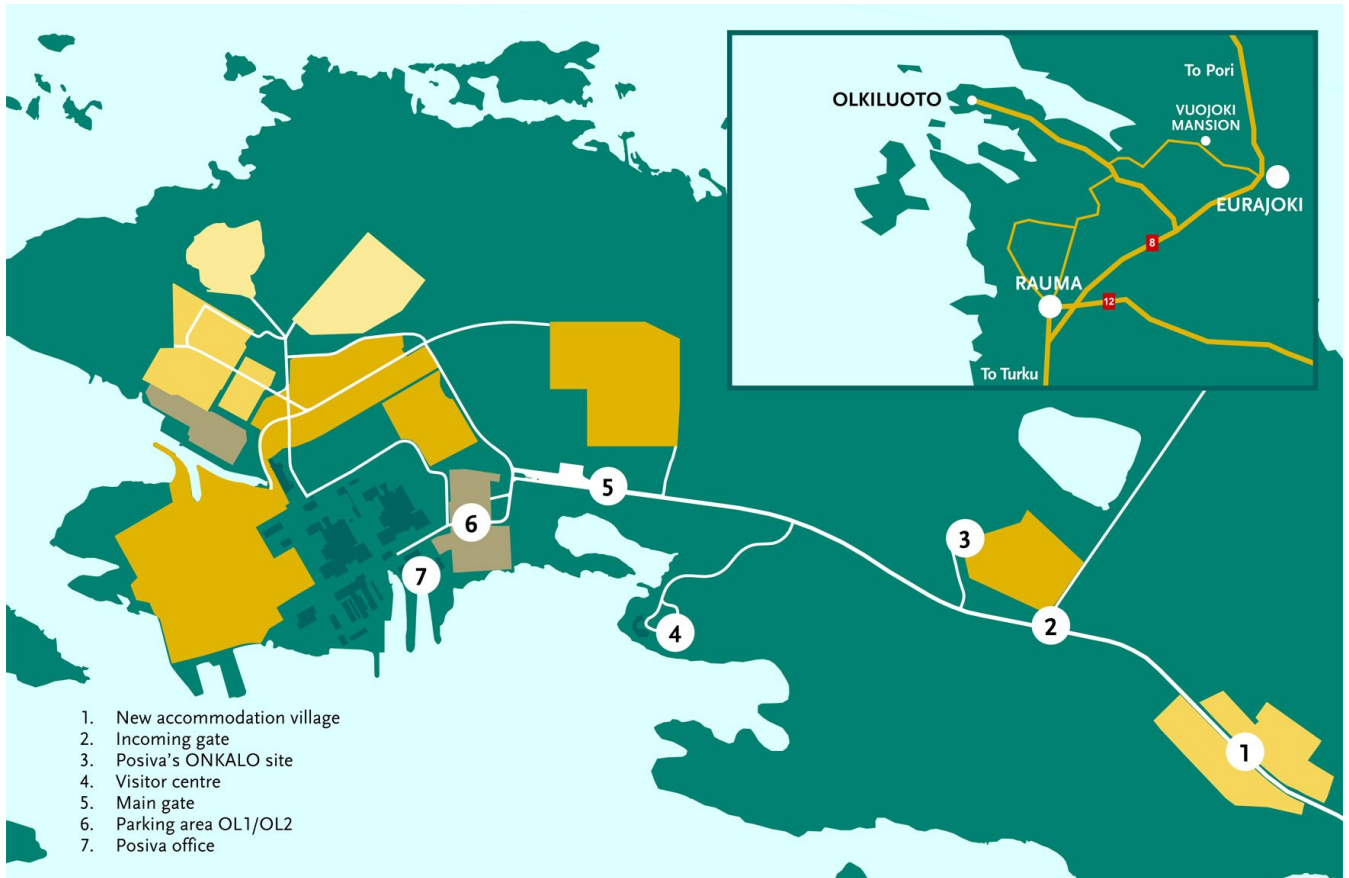 To Pori
OLKILUOTO
VUOJOKI
MANSION
EURAJOKI
8
RAUMA
12
To Turku
5
6
3
7
2
4
1
1. New accommodation village
2. Incoming gate
3. Posiva's ONKALO site
4. Visitor centre
5. Main gate
6. Parking area OL1/OL2
7. Posiva office